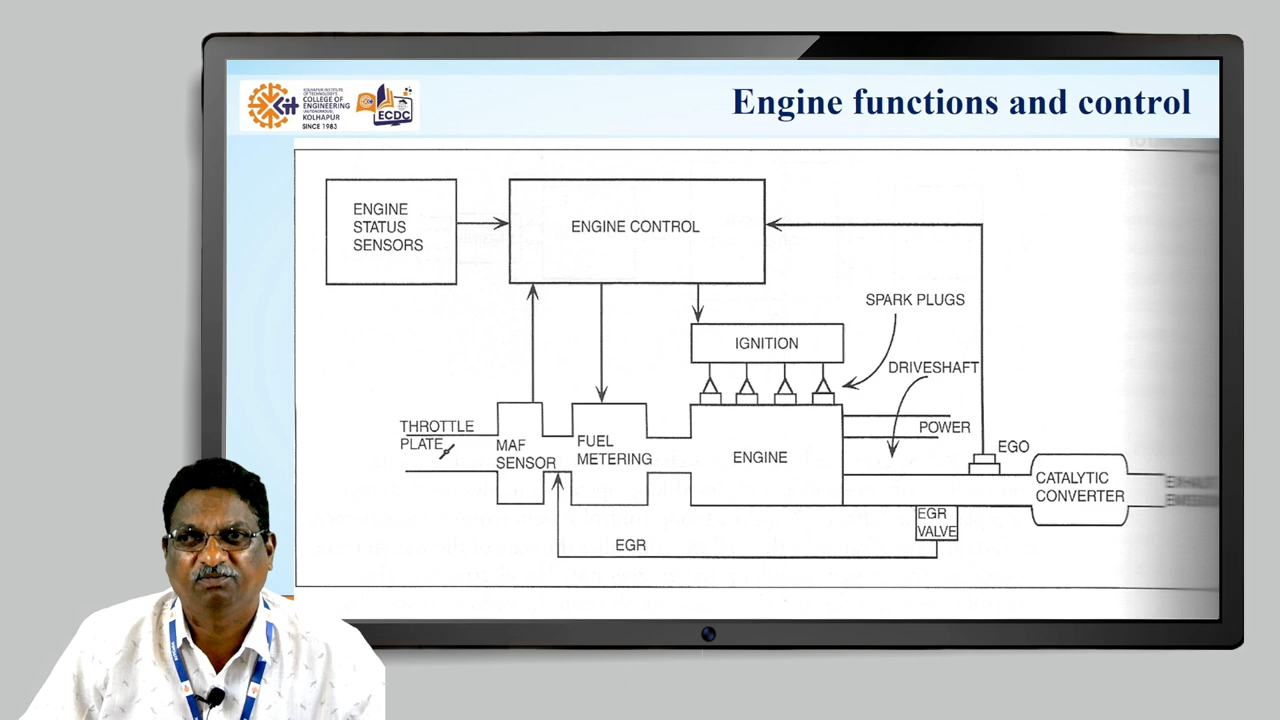 KOLHAPUR INSTITUTE
OF TECHNOLOGY'S
COLLEGE OF
ENGINEERING
(AUTONOMOUS),
KOLHAPUR
SINCE 1983
ECDC
Engine functions and control
ENGINE
STATUS
SENSORS
ENGINE CONTROL
SPARK PLUGS
IGNITION
DRIVESHAFT
THROTTLE
PLATE
MAF
SENSOR
FUEL
METERING
ENGINE
POWER
EGO
CATALYTIC
CONVERTER
EGR
VALVE
EGR